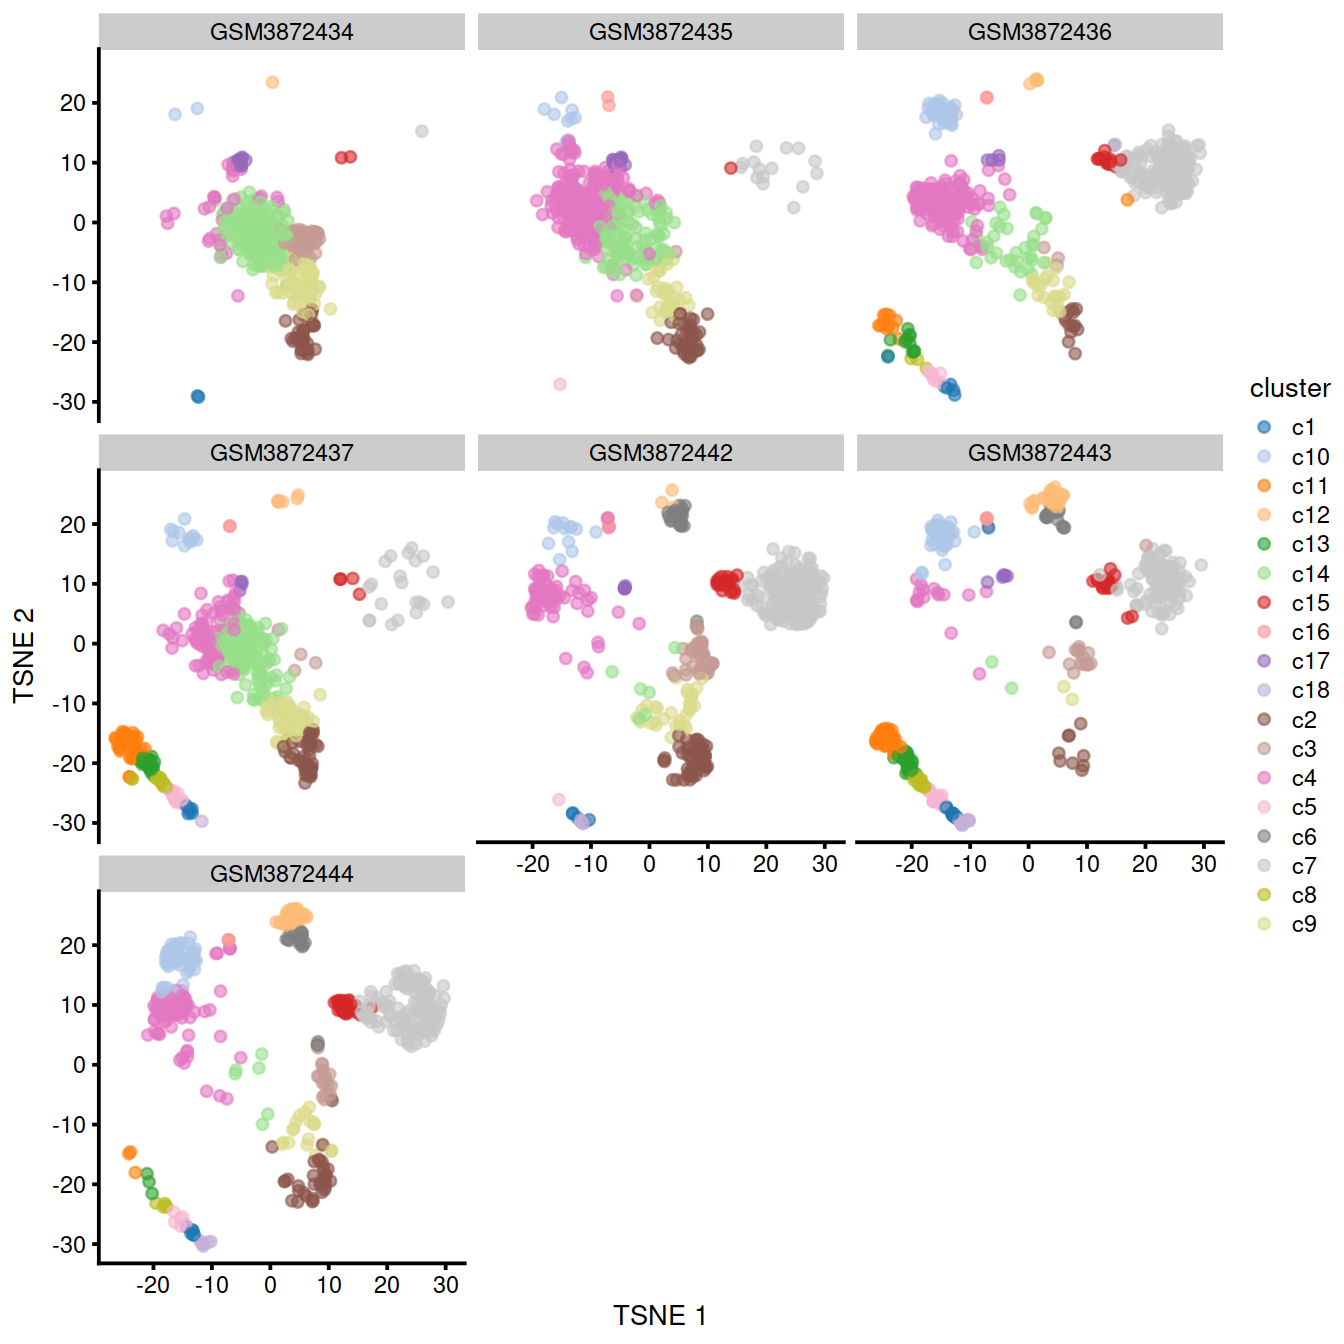 GSM3872434 GSM3872435 GSM3872436
20
10
0
-10
-20
-30
GSM3872437 GSM3872442 GSM3872443
20
10
0
-10
-20
-30
-20 -10 0 10 20 30 -20 -10 0 10 20 30
GSM3872444
20
10
0
-10
-20
-30
-20 -10 0 10 20 30
TSNE 1
TSNE 2
cluster
c1
c10
c11
c12
c13
c14
c15
c16
c17
c18
c2
c3
c4
c5
c6
c7
c8
c9